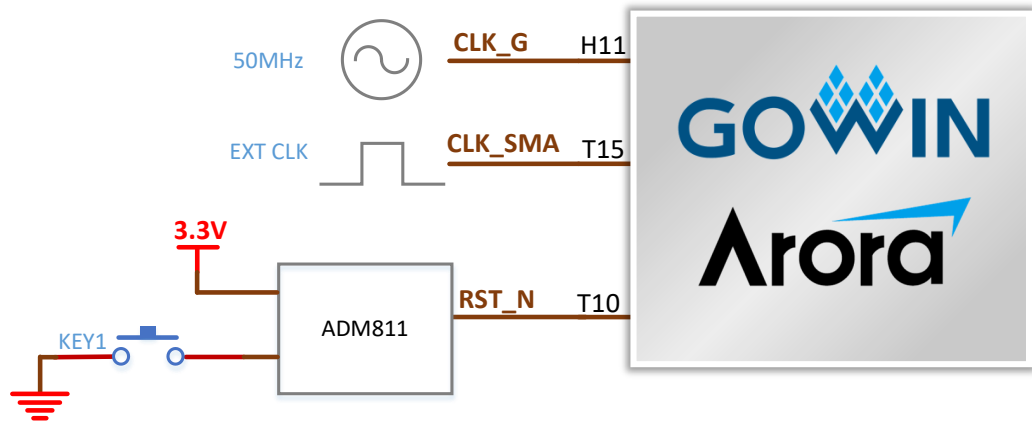 50MHz
CLK_G
H11
EXT CLK
CLK_SMA
T15
GOWIN
Arora
3.3V
KEY1
ADM811
RST_N
T10